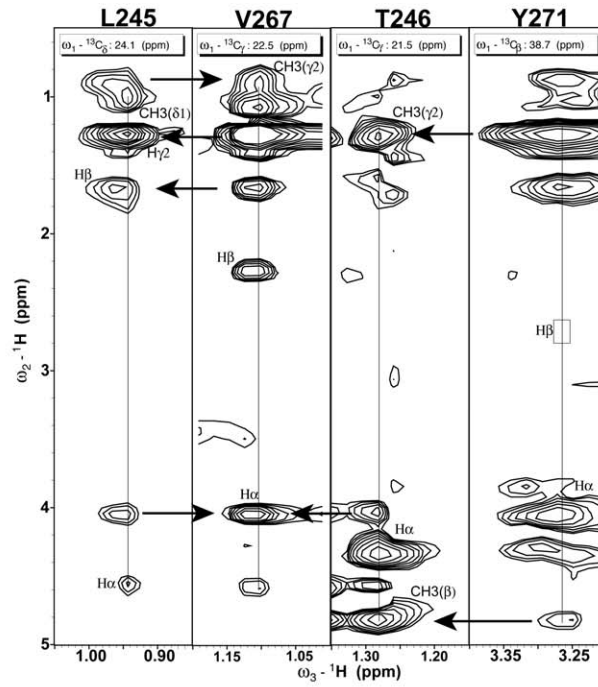 L245 V267 T246 Y271
ω₁ - ¹³Cδ : 24.1 (ppm) ω₁ - ¹³Cγ : 22.5 (ppm) ω₁ - ¹³Cγ : 21.5 (ppm) ω₁ - ¹³Cβ : 38.7 (ppm)
CH3(γ2)
1
CH3(δ1) CH3(γ2)
Hγ2
Hβ
2
Hβ
ω₂ - ¹H (ppm)
Hβ
3
Hα
4 Hα
Hα
Hα
CH3(β)
5
1.00 0.90 1.15 1.05 1.30 1.20 3.35 3.25
ω₃ - ¹H (ppm)